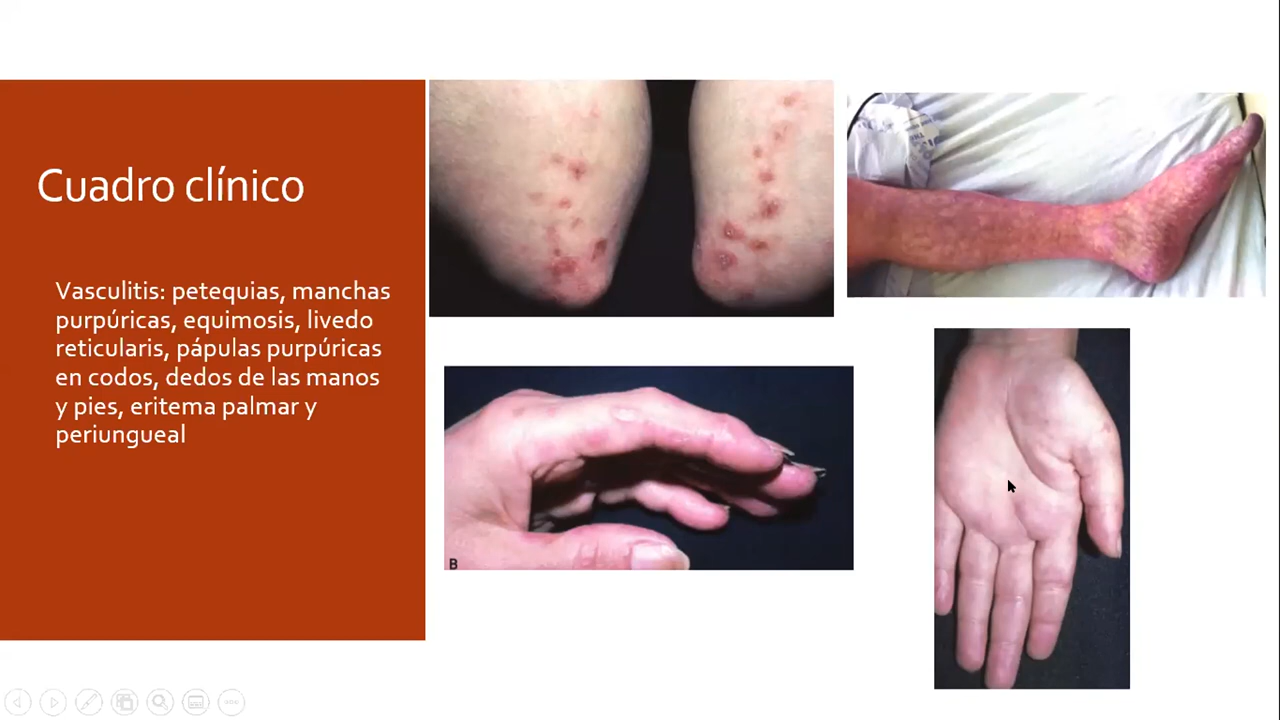 Cuadro clínico
Vasculitis: petequias, manchas
purpúricas, equimosis, livedo
reticularis, pápulas purpúricas
en codos, dedos de las manos
y pies, eritema palmar y
periungueal
B